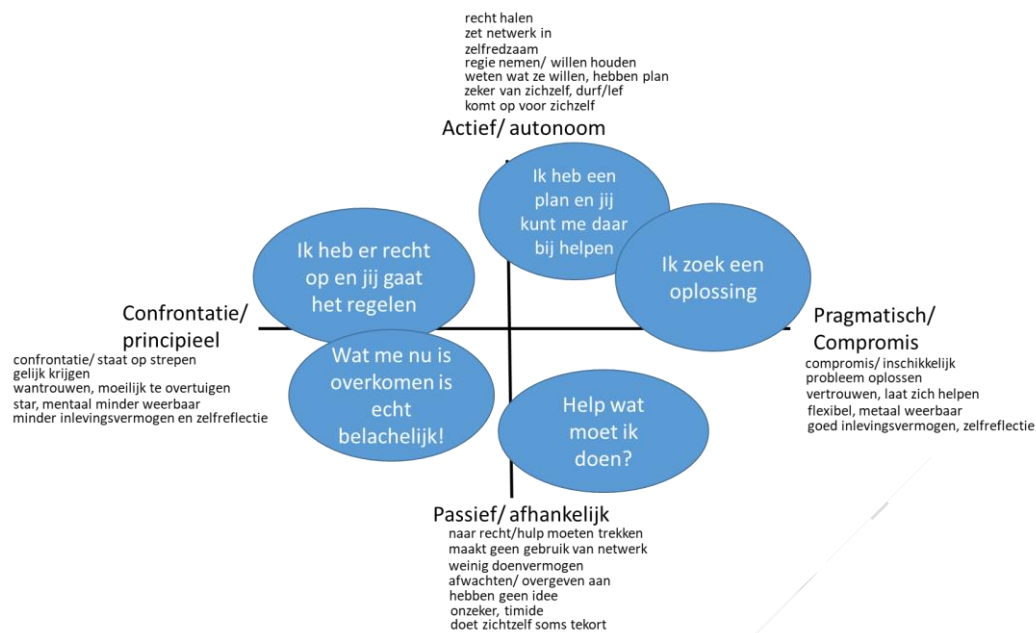 recht halen
zet netwerk in
zelfredzaam
regie nemen/ willen houden
weten wat ze willen, hebben plan
zeker van zichzelf, durf/lef
komt op voor zichzelf
Actief/ autonoom
Ik heb een
plan en jij
kunt me daar
bij helpen
Ik heb er recht
op en jij gaat
het regelen
Ik zoek een
oplossing
Confrontatie/
principieel
confrontatie/ staat op strepen
gelijk krijgen
wantrouwen, moeilijk te overtuigen
star, mentaal minder weerbaar
minder inlevingsvermogen en zelfreflectie
Pragmatisch/
Compromis
compromis/ inschikkelijk
probleem oplossen
vertrouwen, laat zich helpen
flexibel, metaal weerbaar
goed inlevingsvermogen, zelfreflectie
Wat me nu is
overkomen is
echt
belachelijk!
Help wat
moet ik
doen?
Passief/ afhankelijk
naar recht/hulp moeten trekken
maakt geen gebruik van netwerk
weinig doenvermogen
afwachten/ overgeven aan
hebben geen idee
onzeker, timide
doet zichtzelf soms tekort